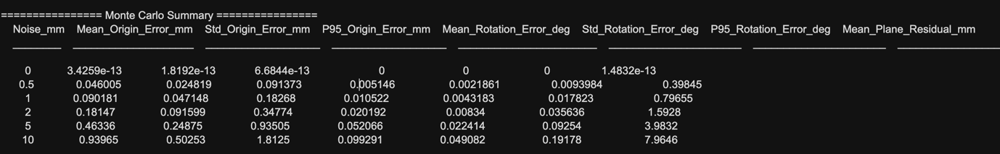 ================ Monte Carlo Summary ================
Noise_mm Mean_Origin_Error_mm Std_Origin_Error_mm P95_Origin_Error_mm Mean_Rotation_Error_deg Std_Rotation_Error_deg P95_Rotation_Error_deg Mean_Plane_Residual_mm
0 3.4259e-13 1.8192e-13 6.6844e-13 0 0 0 1.4832e-13
0.5 0.046005 0.024819 0.091373 0.005146 0.0021861 0.0093984 0.39845
1 0.090181 0.047148 0.18268 0.010522 0.0043183 0.017823 0.79655
2 0.18147 0.091599 0.34774 0.020192 0.00834 0.035636 1.5928
5 0.46336 0.24875 0.93505 0.052066 0.022414 0.09254 3.9832
10 0.93965 0.50253 1.8125 0.099291 0.049082 0.19178 7.9646